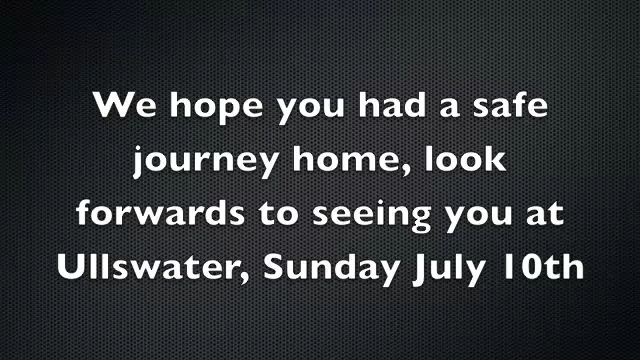 We hope you had a safe
journey home, look
forwards to seeing you at
Ullswater, Sunday July 10th